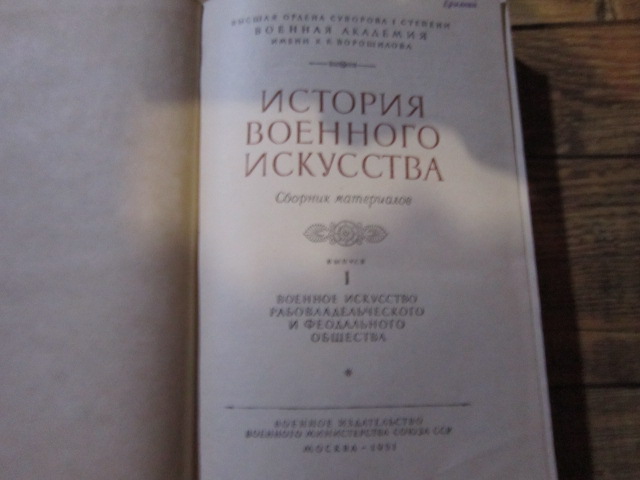 ВЫСШАЯ ОРДЕНА СУВОРОВА I СТЕПЕНИ
ВОЕННАЯ АКАДЕМИЯ
ИМЕНИ К. Е. ВОРОШИЛОВА
ИСТОРИЯ
ВОЕННОГО
ИСКУССТВА
Сборник материалов
ВЫПУСК
I
ВОЕННОЕ ИСКУССТВО
РАБОВЛАДЕЛЬЧЕСКОГО
И ФЕОДАЛЬНОГО
ОБЩЕСТВА
ВОЕННОЕ ИЗДАТЕЛЬСТВО
ВОЕННОГО МИНИСТЕРСТВА СОЮЗА ССР
МОСКВА - 1951